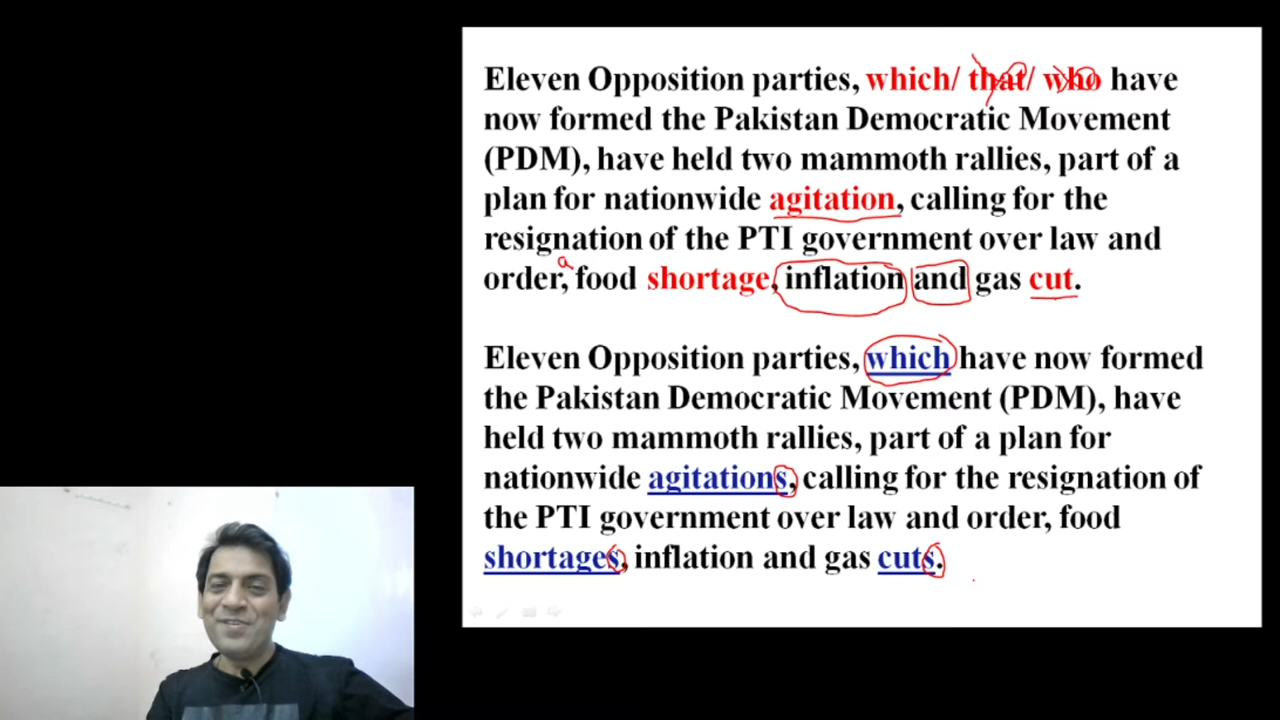 Eleven Opposition parties, which/ that/ who have
now formed the Pakistan Democratic Movement
(PDM), have held two mammoth rallies, part of a
plan for nationwide agitation, calling for the
resignation of the PTI government over law and
a
order, food shortage, inflation and gas cut.
Eleven Opposition parties, which have now formed
the Pakistan Democratic Movement (PDM), have
held two mammoth rallies, part of a plan for
nationwide agitations, calling for the resignation of
the PTI government over law and order, food
shortages, inflation and gas cuts.